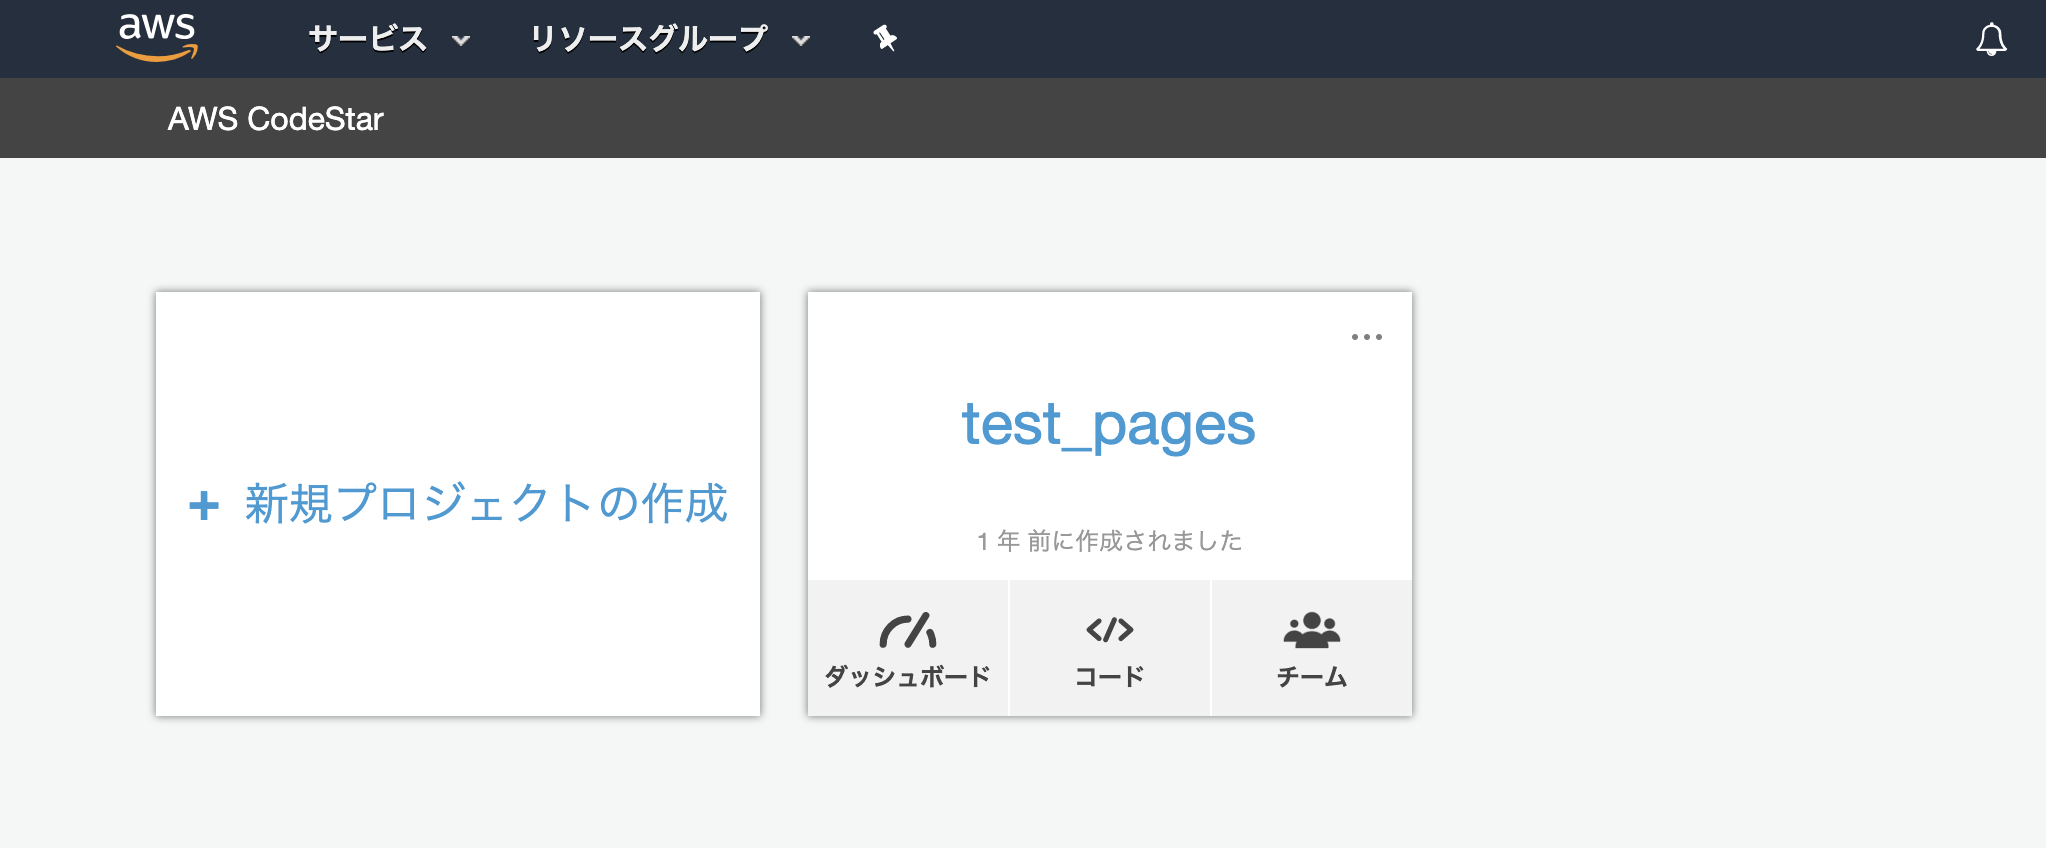 aws サービス リソースグループ
AWS CodeStar
+ 新規プロジェクトの作成
test_pages
1 年 前に作成されました
ダッシュボード コード チーム